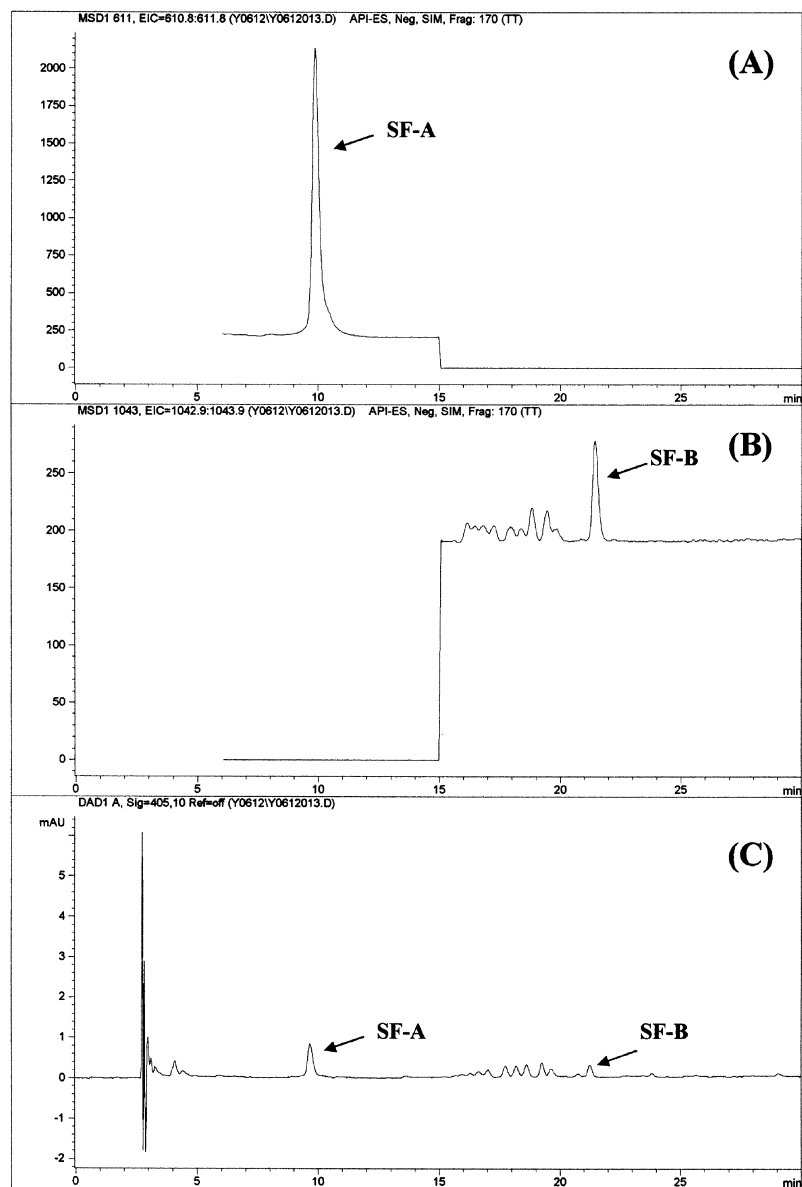 MSD1 611, EIC=610.8:611.8 (Y0612\Y0612013.D) API-ES, Neg, SIM, Frag: 170 (TT)
(A)
2000
1750
1500
1250
1000
750
500
250
0
SF-A
0 5 10 15 20 25 min
MSD1 1043, EIC=1042.9:1043.9 (Y0612\Y0612013.D) API-ES, Neg, SIM, Frag: 170 (TT)
(B)
250
200
150
100
50
0
SF-B
0 5 10 15 20 25 min
DAD1 A, Sig=405,10 Ref=off (Y0612\Y0612013.D)
mAU
(C)
5
4
3
2
1
0
-1
-2
SF-A
SF-B
0 5 10 15 20 25 min